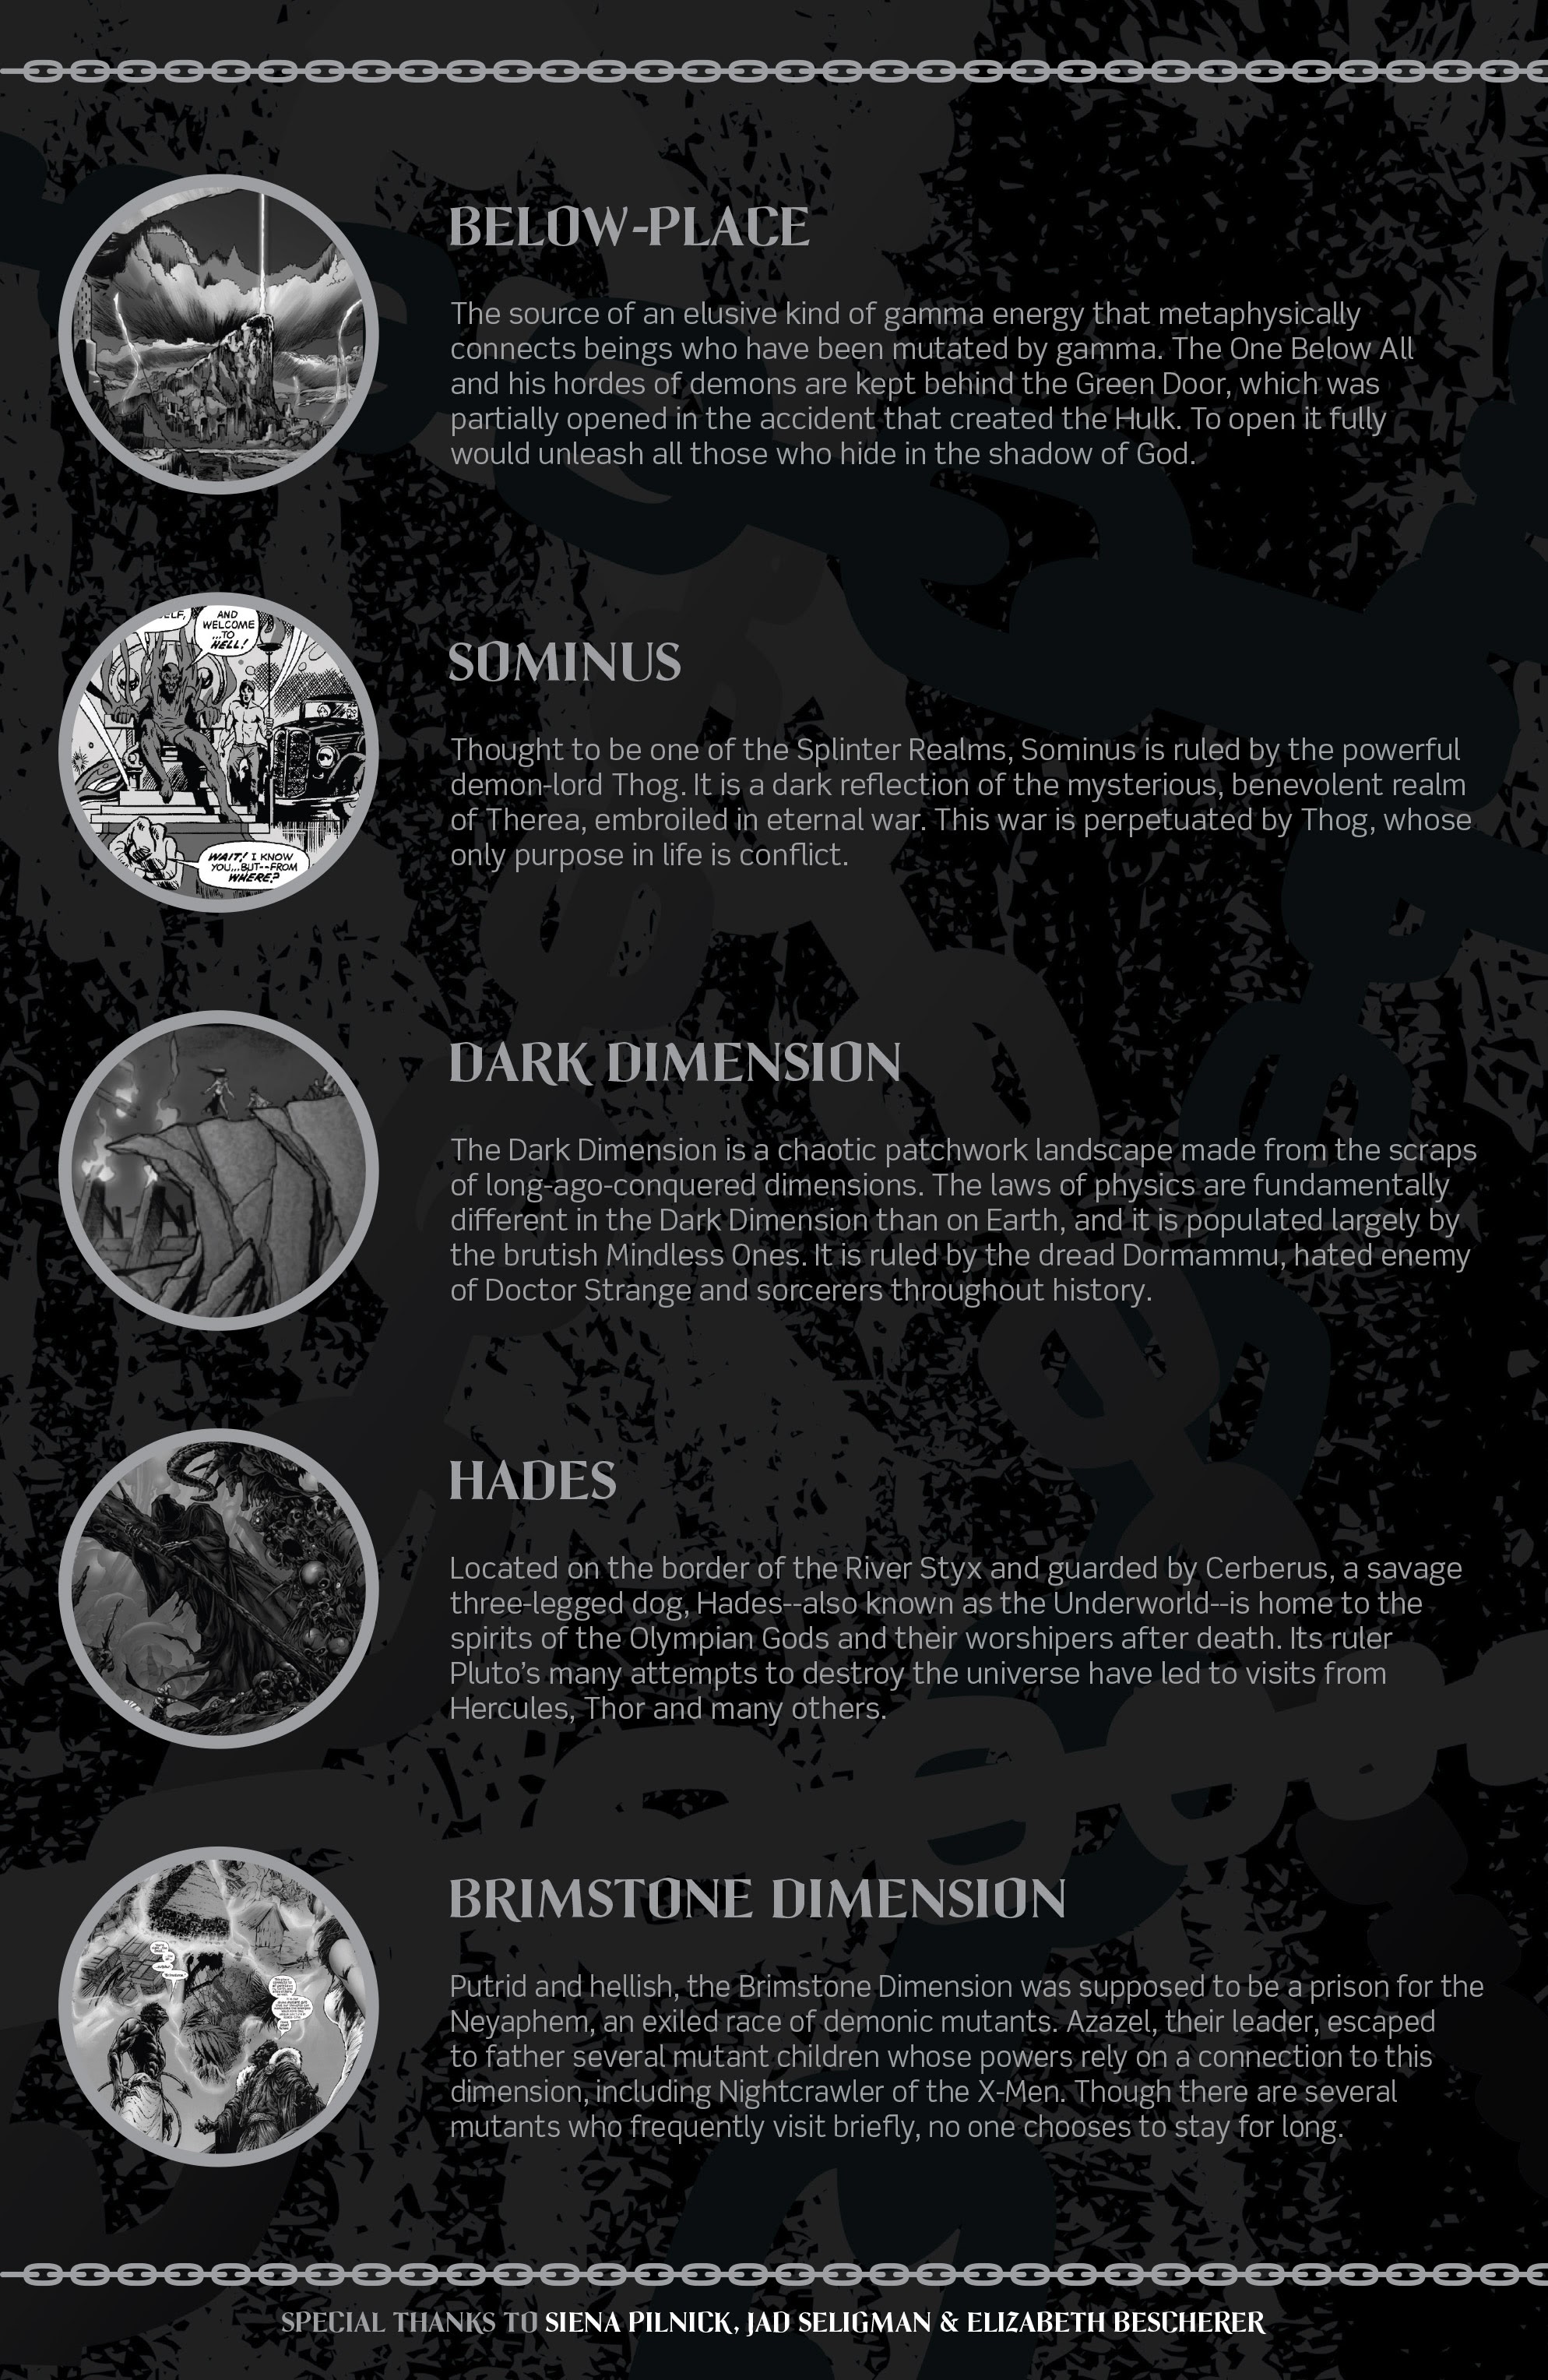 BELOW-PLACE
The source of an elusive kind of gamma energy that metaphysically
connects beings who have been mutated by gamma. The One Below All
and his hordes of demons are kept behind the Green Door, which was
partially opened in the accident that created the Hulk. To open it fully
would unleash all those who hide in the shadow of God.
AND
WELCOME
...TO
HELL!
WAIT! I KNOW
YOU...BUT--FROM
WHERE?
SOMINUS
Thought to be one of the Splinter Realms, Sominus is ruled by the powerful
demon-lord Thog. It is a dark reflection of the mysterious, benevolent realm
of Therea, embroiled in eternal war. This war is perpetuated by Thog, whose
only purpose in life is conflict.
DARK DIMENSION
The Dark Dimension is a chaotic patchwork landscape made from the scraps
of long-ago-conquered dimensions. The laws of physics are fundamentally
different in the Dark Dimension than on Earth, and it is populated largely by
the brutish Mindless Ones. It is ruled by the dread Dormammu, hated enemy
of Doctor Strange and sorcerers throughout history.
HADES
Located on the border of the River Styx and guarded by Cerberus, a savage
three-legged dog, Hades--also known as the Underworld--is home to the
spirits of the Olympian Gods and their worshipers after death. Its ruler
Pluto's many attempts to destroy the universe have led to visits from
Hercules, Thor and many others.
BRIMSTONE DIMENSION
Putrid and hellish, the Brimstone Dimension was supposed to be a prison for the
Neyaphem, an exiled race of demonic mutants. Azazel, their leader, escaped
to father several mutant children whose powers rely on a connection to this
dimension, including Nightcrawler of the X-Men. Though there are several
mutants who frequently visit briefly, no one chooses to stay for long.
SPECIAL THANKS TO SIENA PILNICK, JAD SELIGMAN & ELIZABETH BESCHERER